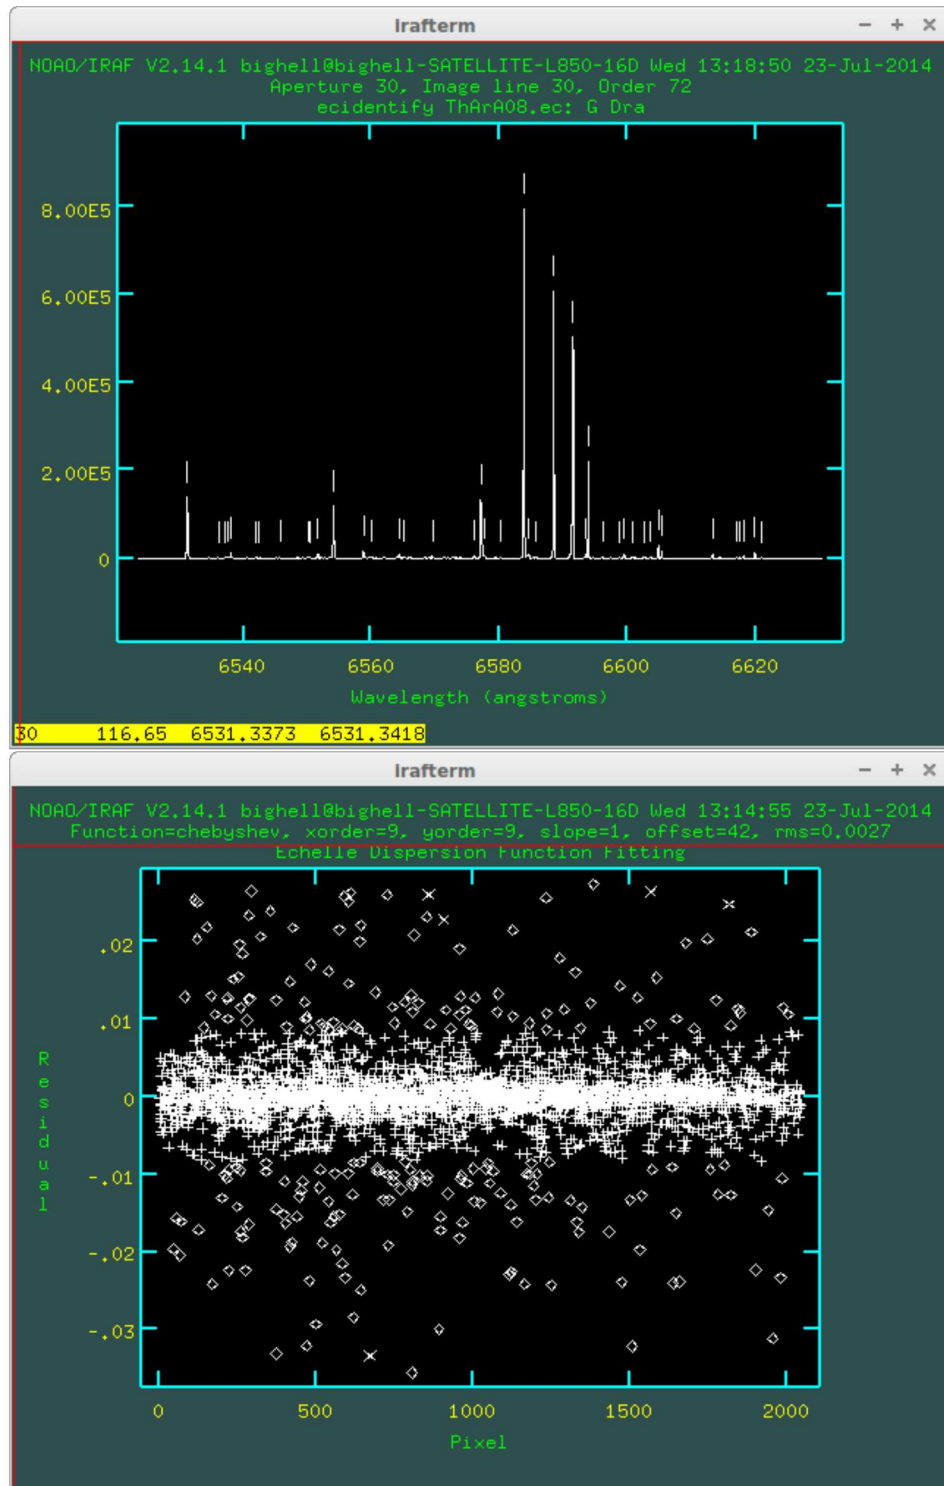 Irafterm
NOAO/IRAF V2.14.1 bighell@bighell-SATELLITE-L850-16D Wed 13:18:50 23-Jul-2014
Aperture 30, Image line 30, Order 72
ecidentify ThArA08.ec: G Dra
8.00E5
6.00E5
4.00E5
2.00E5
0
6540 6560 6580 6600 6620
Wavelength (angstroms)
30 116.65 6531.3373 6531.3418
Irafterm
NOAO/IRAF V2.14.1 bighell@bighell-SATELLITE-L850-16D Wed 13:14:55 23-Jul-2014
Function=chebyshev, xorder=9, yorder=9, slope=1, offset=42, rms=0.0027
Echelle Dispersion Function Fitting
.02
.01
0
-.01
-.02
-.03
Residual
0 500 1000 1500 2000
Pixel